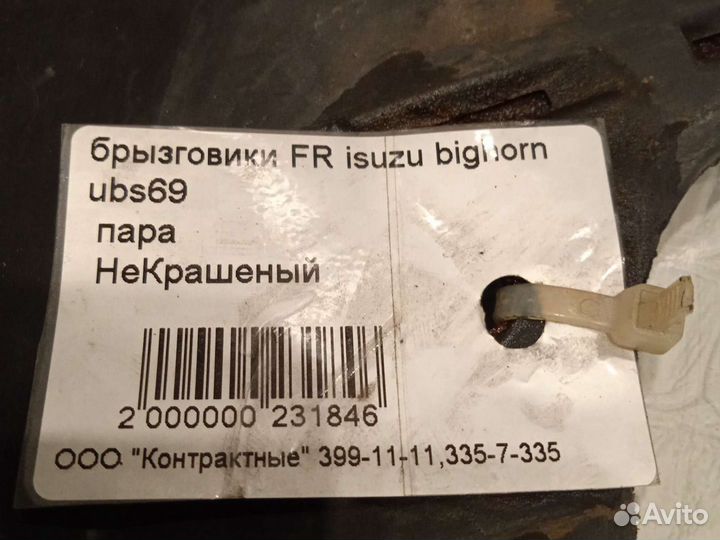 брызговики FR isuzu bighorn
ubs69
пара
НеКрашеный
2 000000 231846
ООО "Контрактные" 399-11-11,335-7-335
Avito